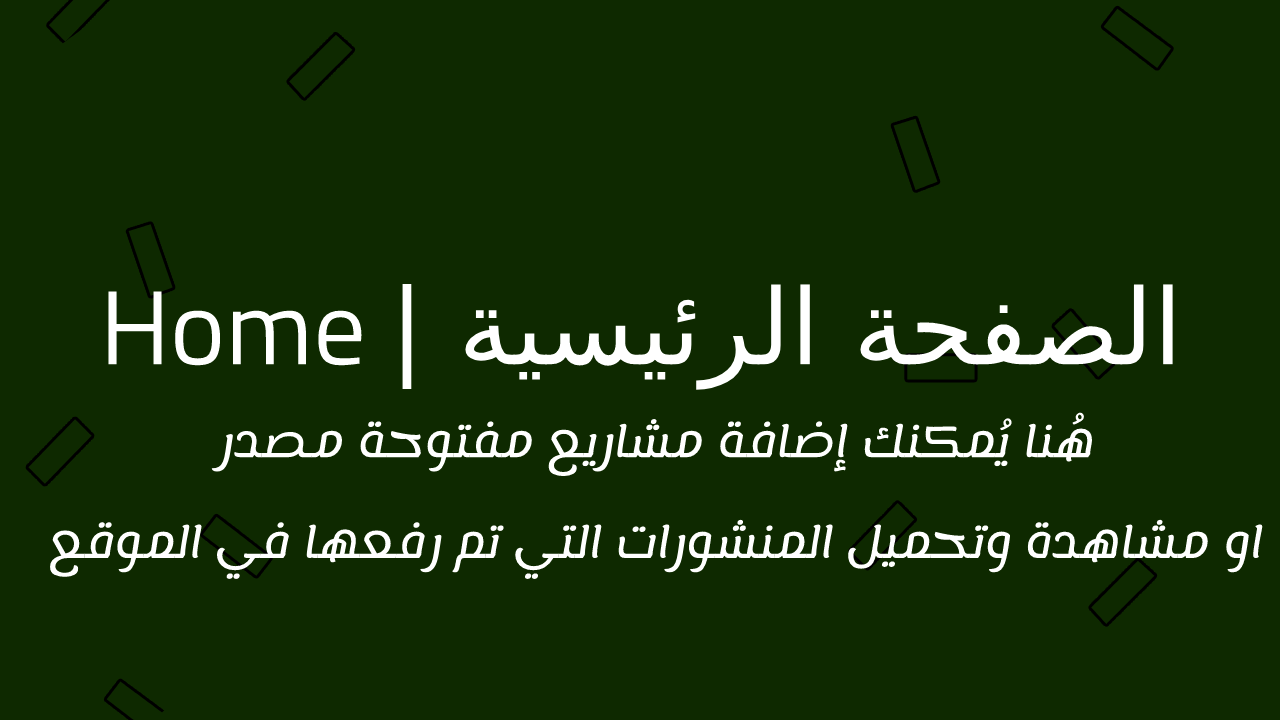 الصفحة الرئيسية | Home
هُنا يُمكنك إضافة مشاريع مفتوحة مصدر
او مشاهدة وتحميل المنشورات التي تم رفعها في الموقع